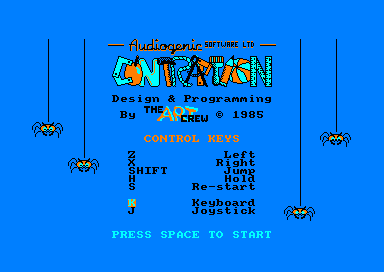 Audiogenic SOFTWARE LTD
CONTRAPTION
Design & Programming
By THE ART CREW © 1985
CONTROL KEYS
Z Left
X Right
SHIFT Jump
H Hold
S Re-start
K Keyboard
J Joystick
PRESS SPACE TO START